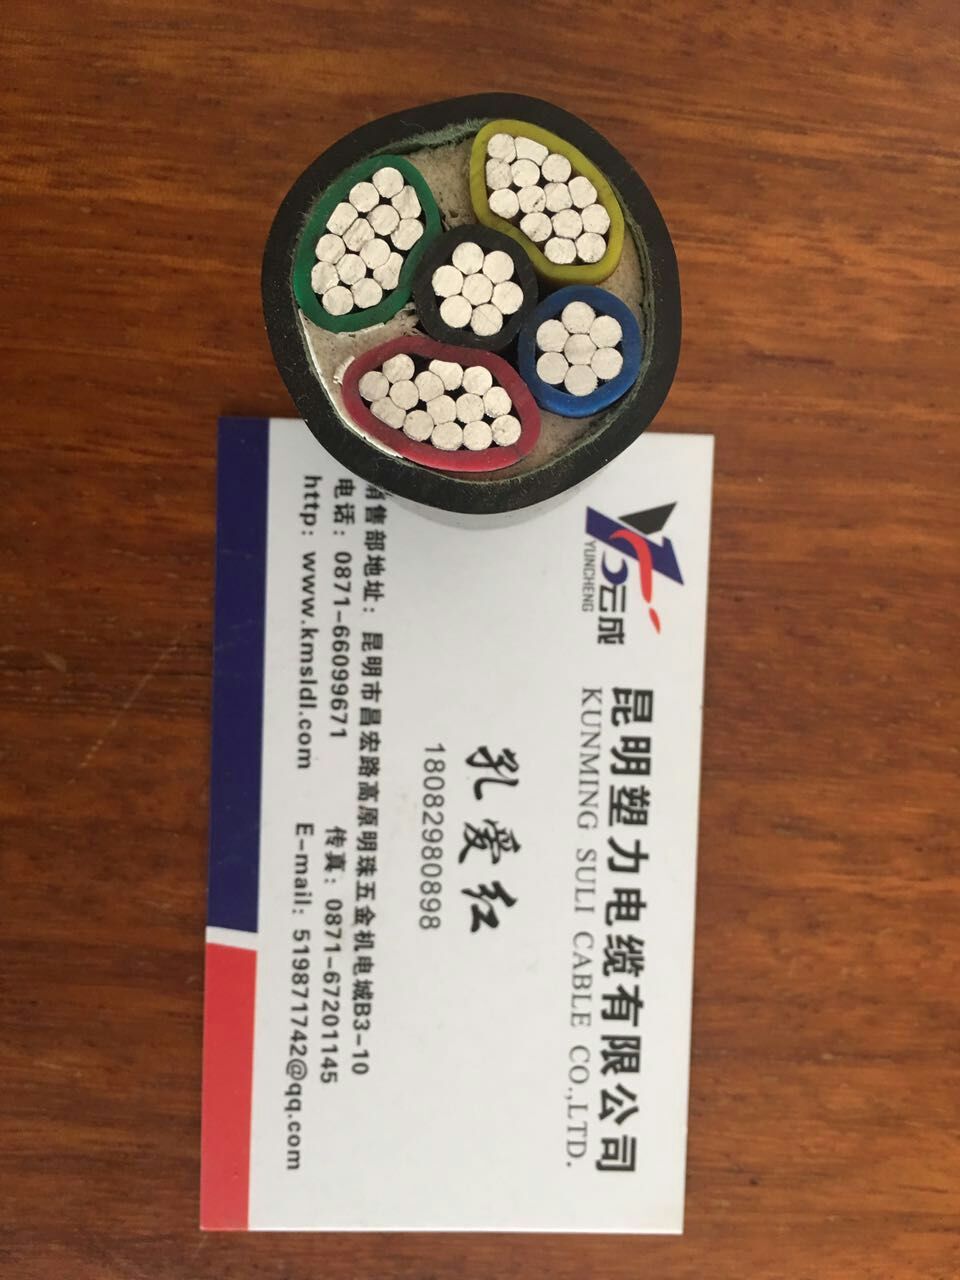 云成
YUNCHENG
昆明塑力电缆有限公司
KUNMING SULI CABLE CO.,LTD.
孔爱红
18082980898
销售部地址：昆明市昌宏路高原明珠五金机电城B3-10
电话：0871-66099671 传真：0871-67201145
http：www.kmsldl.com E-mail：519871742@qq.com